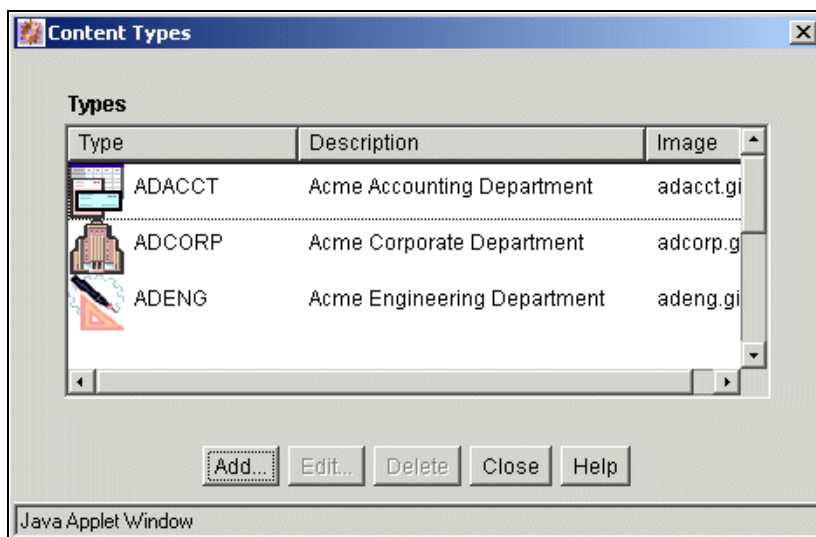 Content Types
Types
Type Description Image
ADACCT Acme Accounting Department adacct.gi
ADCORP Acme Corporate Department adcorp.g
ADENG Acme Engineering Department adeng.gi
Add... Edit... Delete Close Help
Java Applet Window